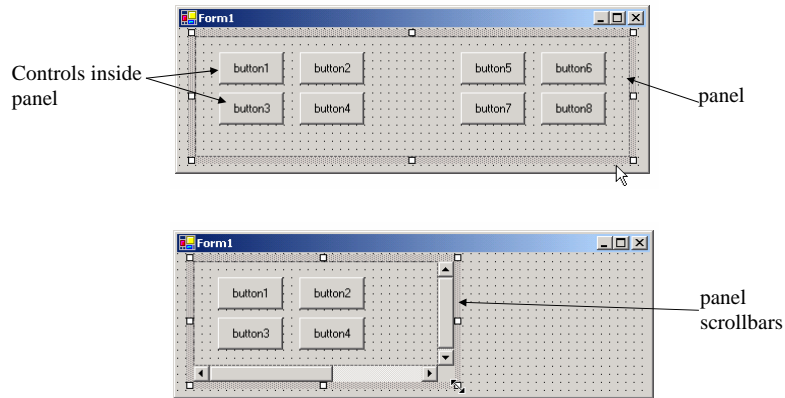 Form1
Controls inside
panel
button1 button2 button5 button6
button3 button4 button7 button8
panel
Form1
button1 button2
button3 button4
panel
scrollbars